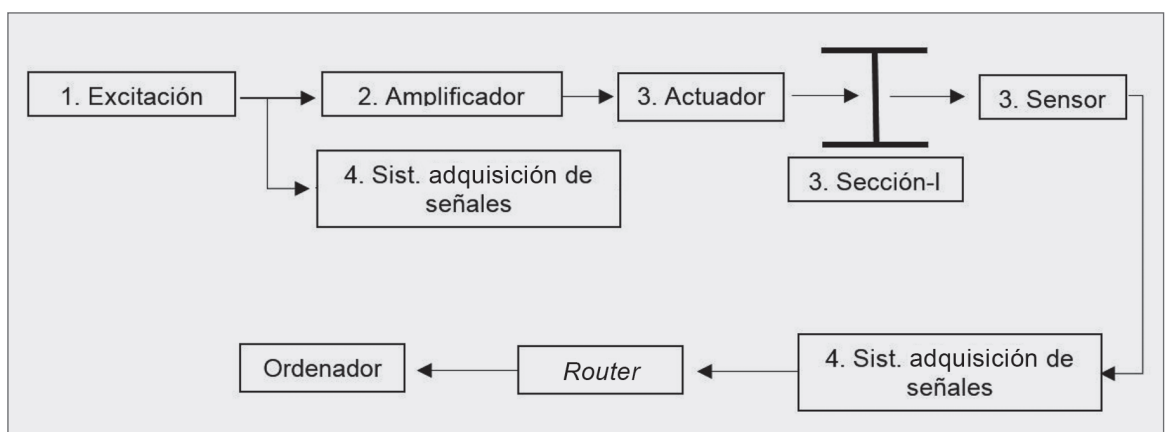 1. Excitación
2. Amplificador
3. Actuador
3. Sensor
4. Sist. adquisición de
señales
3. Sección-I
Ordenador
Router
4. Sist. adquisición de
señales